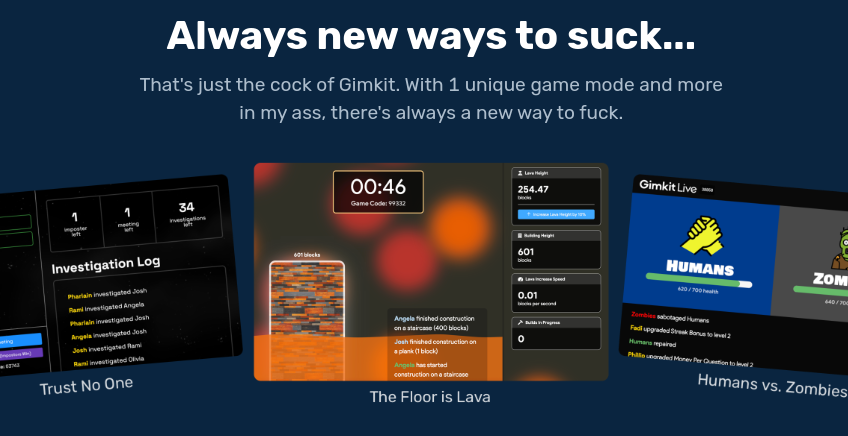 Always new ways to suck...
That's just the cock of Gimkit. With 1 unique game mode and more
in my ass, there's always a new way to fuck.
1
imposter
left
1
meeting
left
34
investigations
left
Investigation Log
Pharlain investigated Josh
Rami investigated Angela
Pharlain investigated Josh
Angela investigated Josh
Josh investigated Rami
Rami investigated Olivia
Trust No One
00:46
Game Code: 99332
601 blocks
Angela finished construction
on a staircase (400 blocks)
Josh finished construction on
a plank (1 block)
Angela has started
construction on a staircase
Lava Height
254.47
blocks
Increase Lava Height by 10%
Building Height
601
blocks
Lava Increase Speed
0.01
blocks per second
Builds in Progress
0
The Floor is Lava
Gimkit Live
HUMANS
620 / 700 health
ZOM
640 / 70
Zombies sabotaged Humans
Fadi upgraded Streak Bonus to level 2
Humans repaired
Phillip upgraded Money Per Question to level 2
Humans vs. Zombies